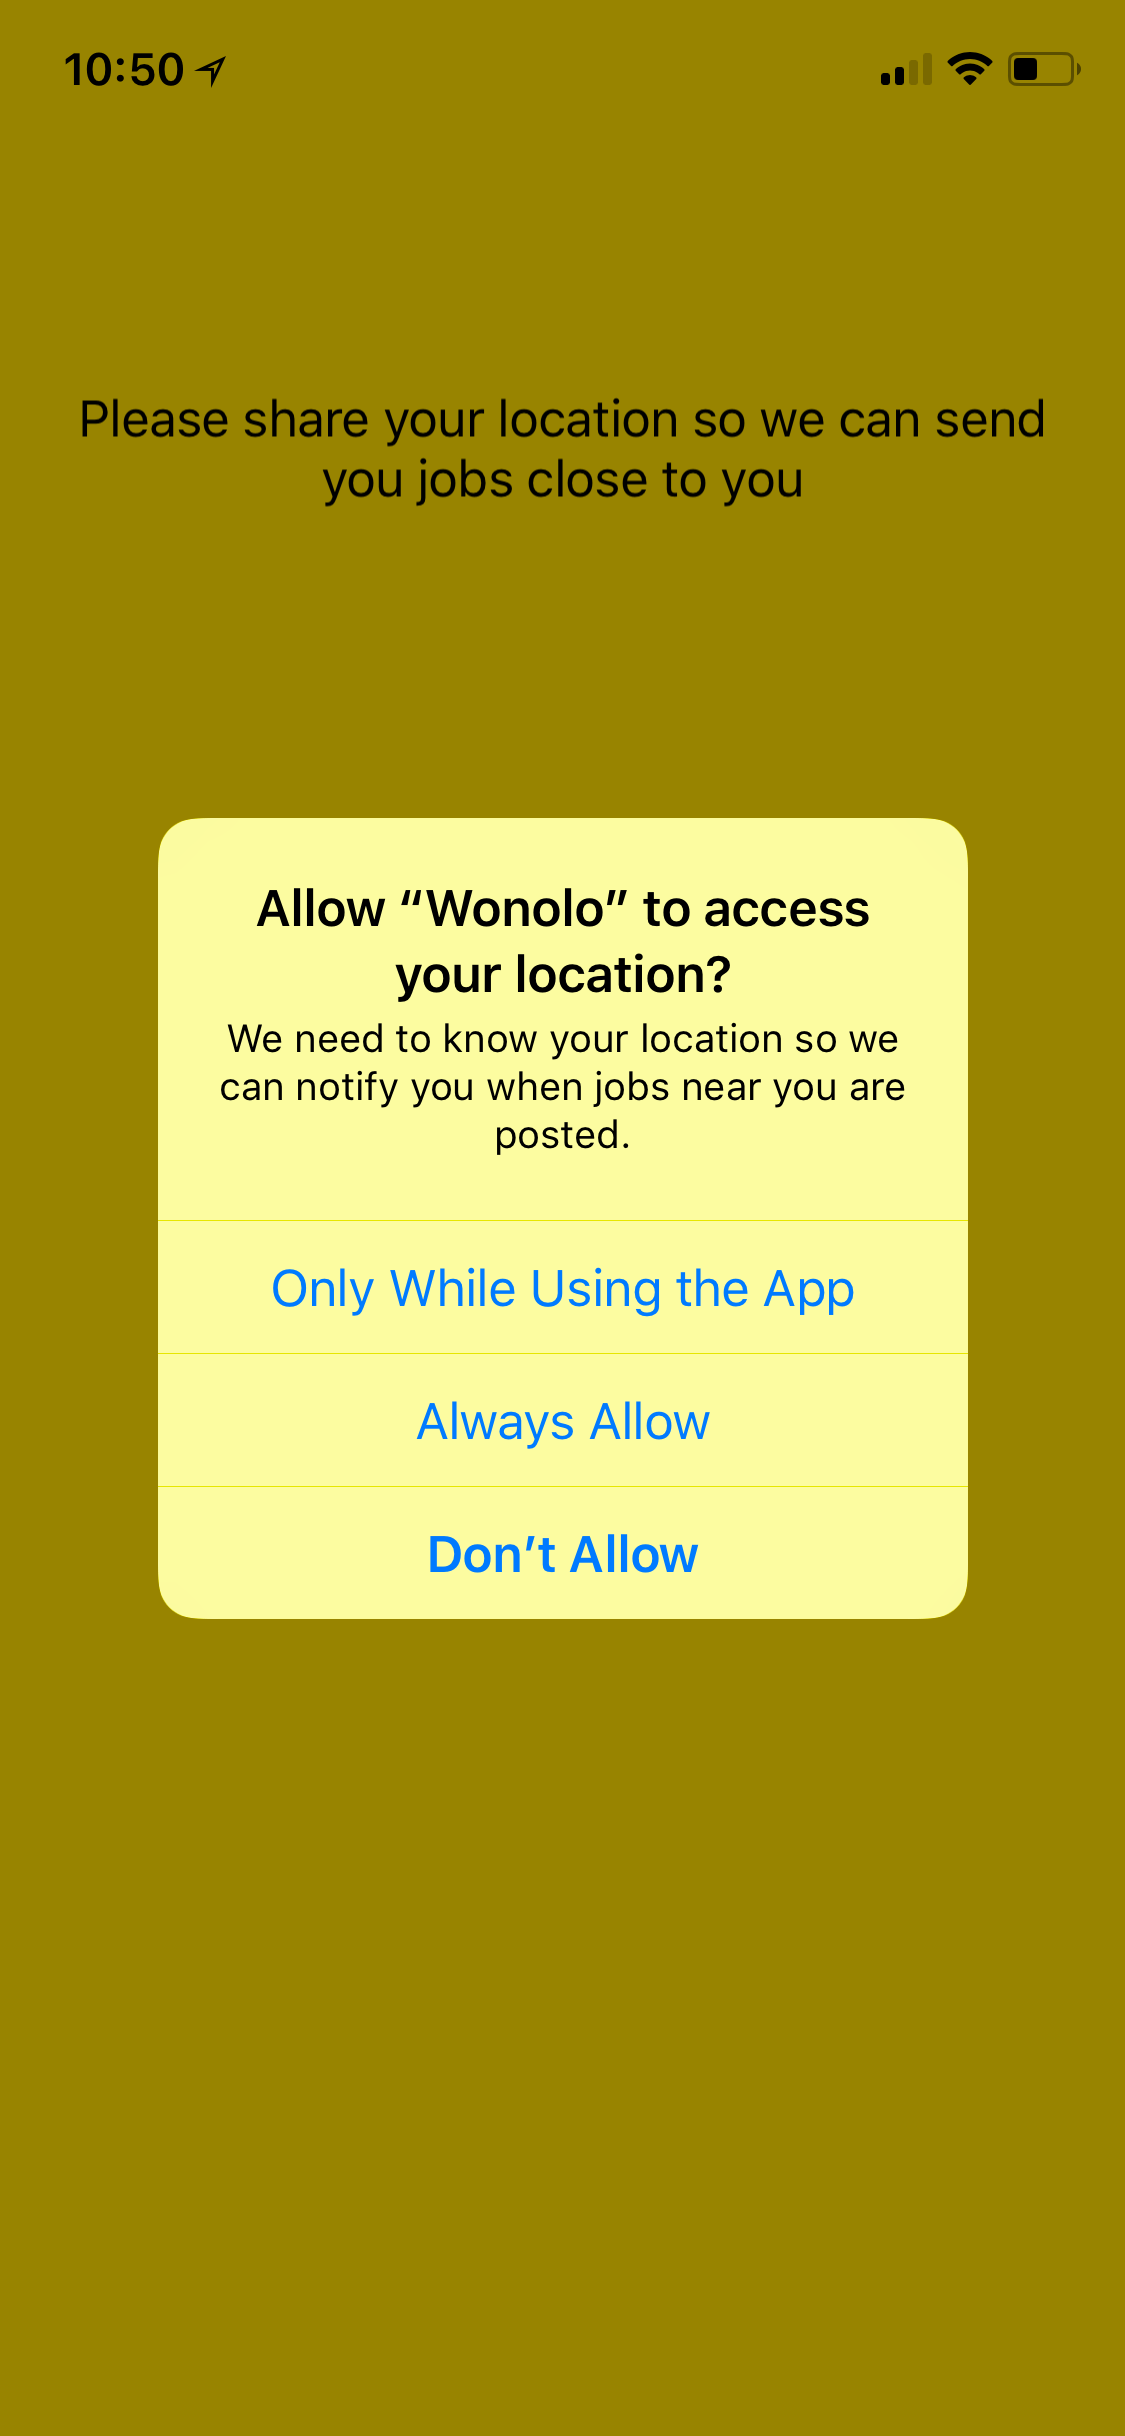 10:50
Please share your location so we can send
you jobs close to you
Allow “Wonolo” to access
your location?
We need to know your location so we
can notify you when jobs near you are
posted.
Only While Using the App
Always Allow
Don’t Allow